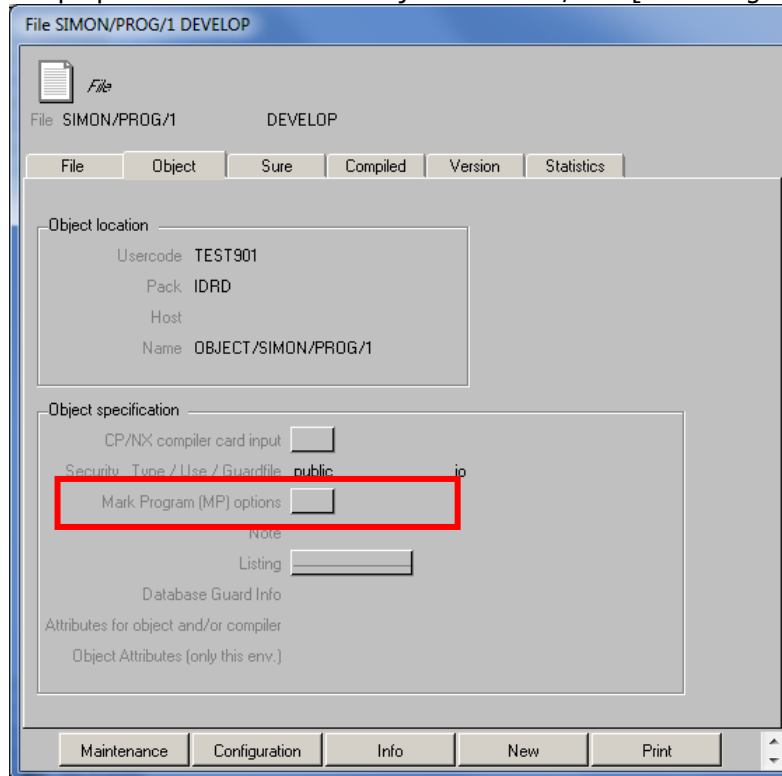 File SIMON/PROG/1 DEVELOP
File
File SIMON/PROG/1 DEVELOP
File Object Sure Compiled Version Statistics
Object location
Usercode TEST901
Pack IDRD
Host
Name OBJECT/SIMON/PROG/1
Object specification
CP/NX compiler card input
Security Type / Use / Guardfile public io
Mark Program (MP) options
Note
Listing
Database Guard Info
Attributes for object and/or compiler
Object Attributes (only this env.)
Maintenance Configuration Info New Print